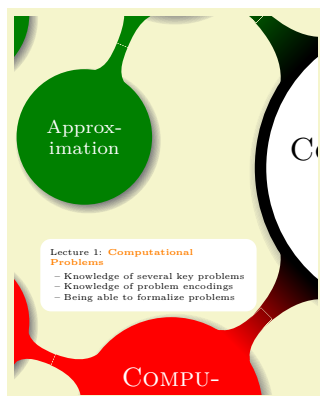 Approx-
imation
Co
Lecture 1: Computational
Problems
– Knowledge of several key problems
– Knowledge of problem encodings
– Being able to formalize problems
Compu-